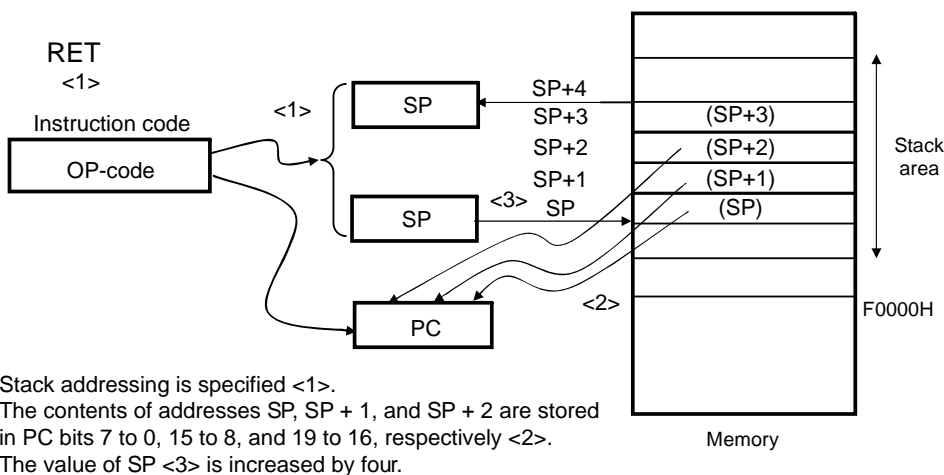 RET
<1>
Instruction code
OP-code
<1>
SP
SP
<3>
PC
SP+4
SP+3
SP+2
SP+1
SP
(SP+3)
(SP+2)
(SP+1)
(SP)
<2>
Stack
area
F0000H
Memory
Stack addressing is specified <1>.
The contents of addresses SP, SP + 1, and SP + 2 are stored
in PC bits 7 to 0, 15 to 8, and 19 to 16, respectively <2>.
The value of SP <3> is increased by four.